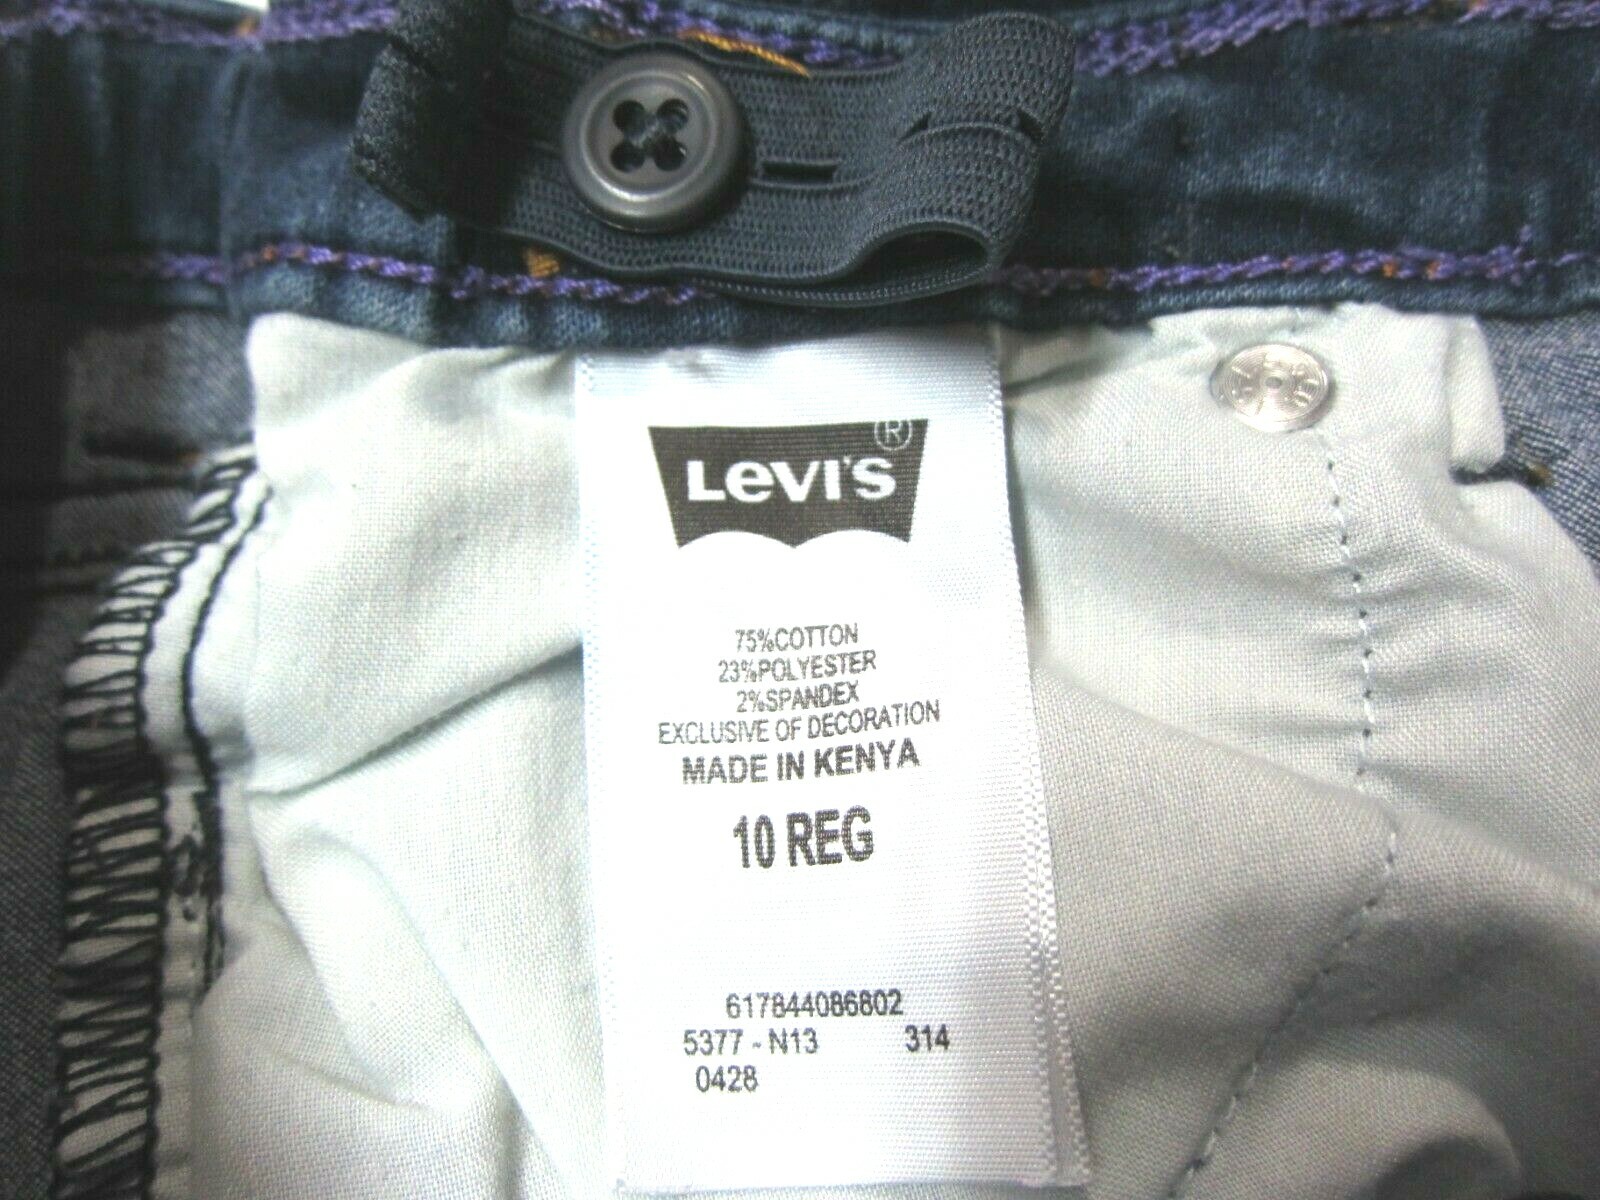 LEVI'S ®
75%COTTON
23%POLYESTER
2%SPANDEX
EXCLUSIVE OF DECORATION
MADE IN KENYA
10 REG
617844086802
5377 - N13 314
0428